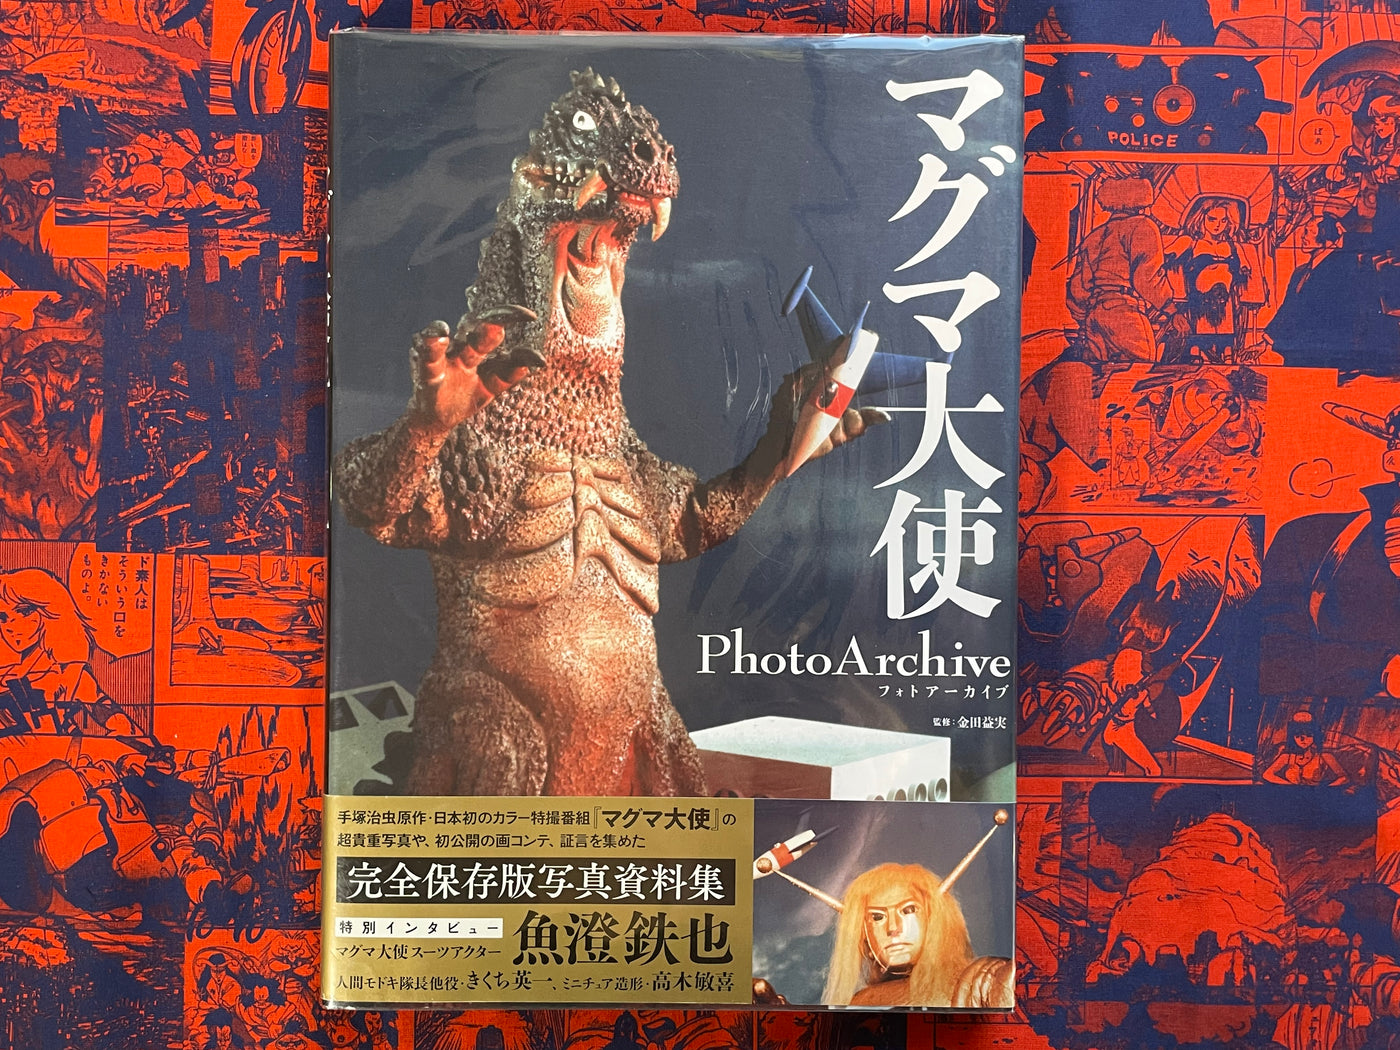 マグマ大使
PhotoArchive
フォトアーカイブ
監修:金田益実
手塚治虫原作・日本初のカラー特撮番組『マグマ大使』の
超貴重写真や、初公開の画コンテ、証言を集めた
完全保存版写真資料集
特別インタビュー
マグマ大使スーツアクター
魚澄鉄也
人間モドキ隊長他役・きくち英一、ミニチュア造形・高木敏喜
POLICE
ド素人は
そういう口を
きかない
ものよ。